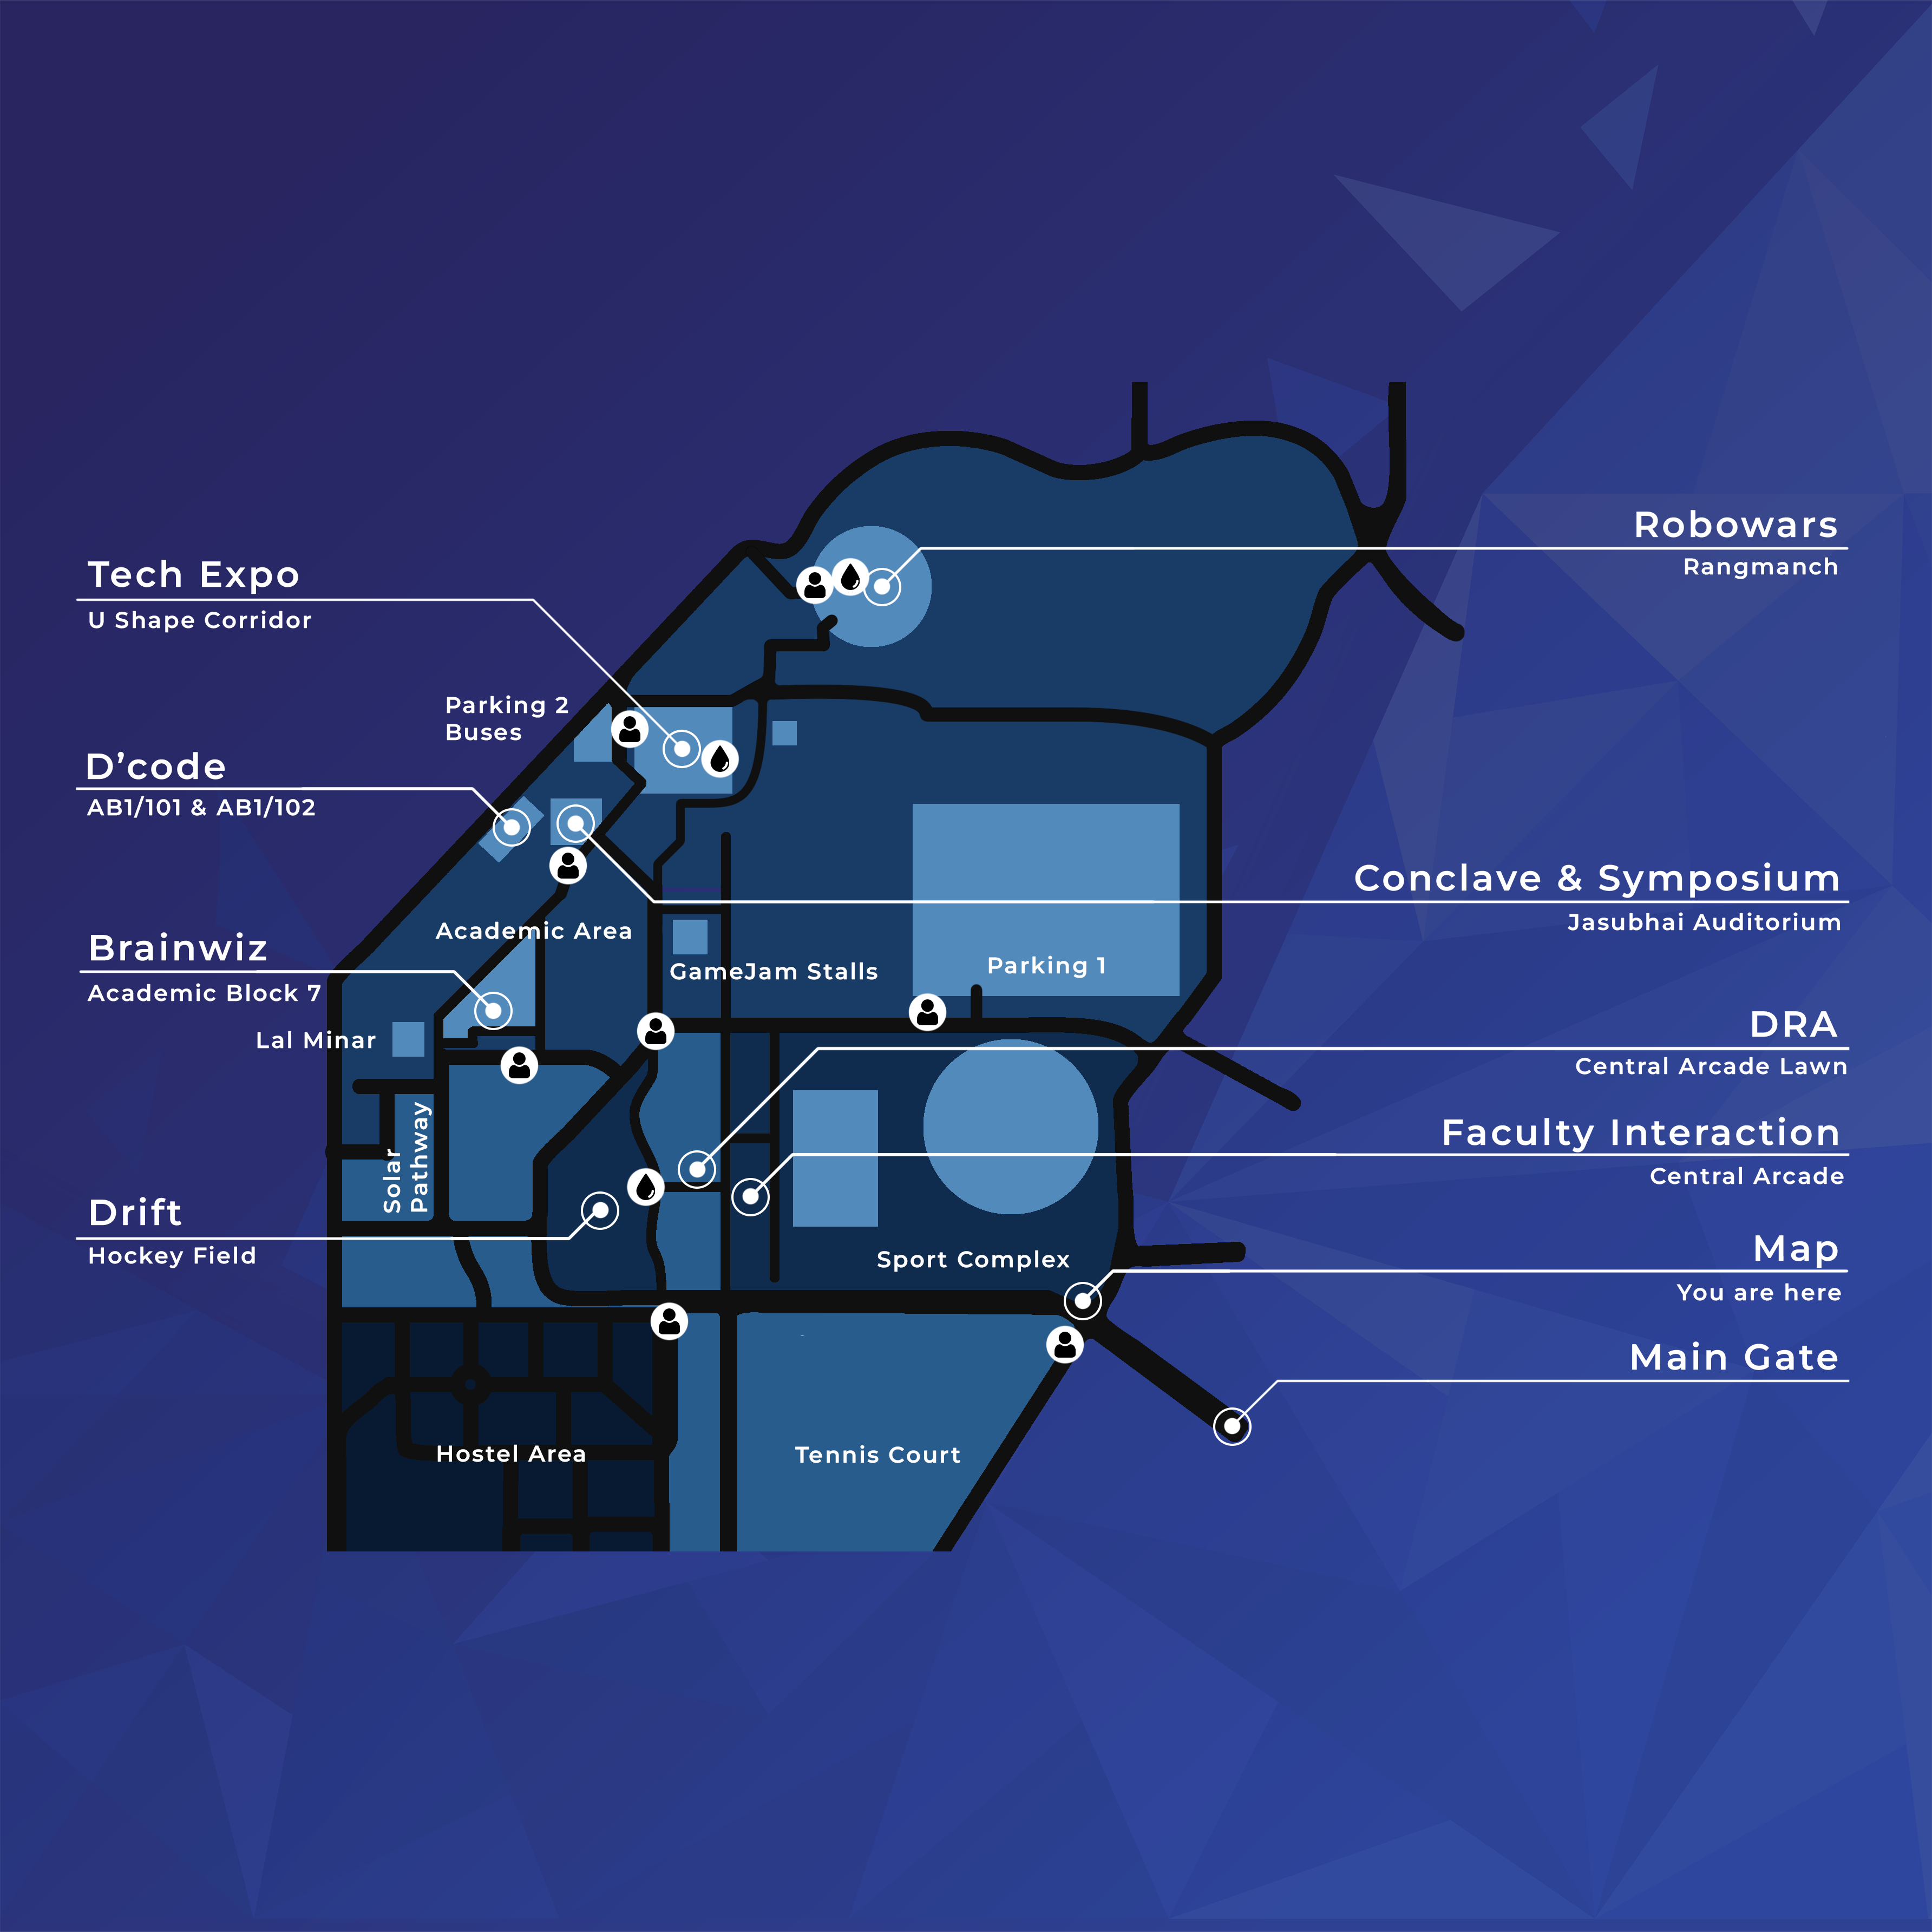 Robowars
Rangmanch
Tech Expo
U Shape Corridor
Parking 2
Buses
D’code
AB1/101 & AB1/102
Conclave & Symposium
Jasubhai Auditorium
Academic Area
Brainwiz
Academic Block 7
GameJam Stalls
Parking 1
Lal Minar
DRA
Central Arcade Lawn
Solar
Pathway
Faculty Interaction
Central Arcade
Drift
Hockey Field
Sport Complex
Map
You are here
Main Gate
Hostel Area
Tennis Court